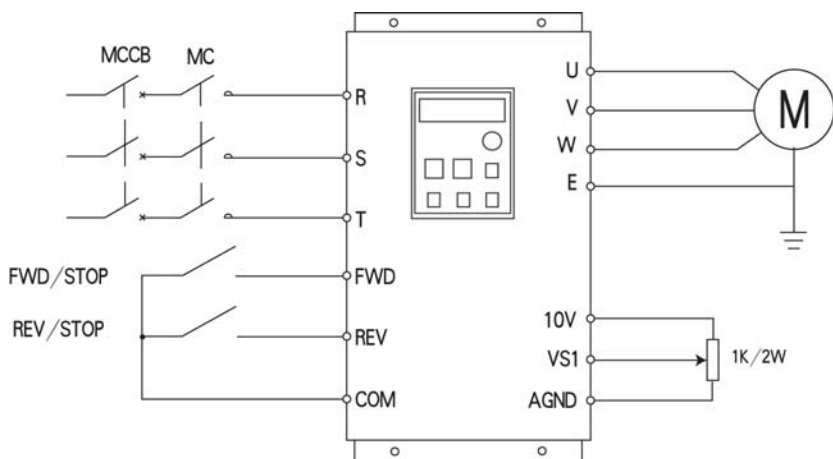 MCCB MC
R
S
T
FWD/STOP
FWD
REV/STOP
REV
COM
U
V
W
E
M
10V
VS1
1K/2W
AGND